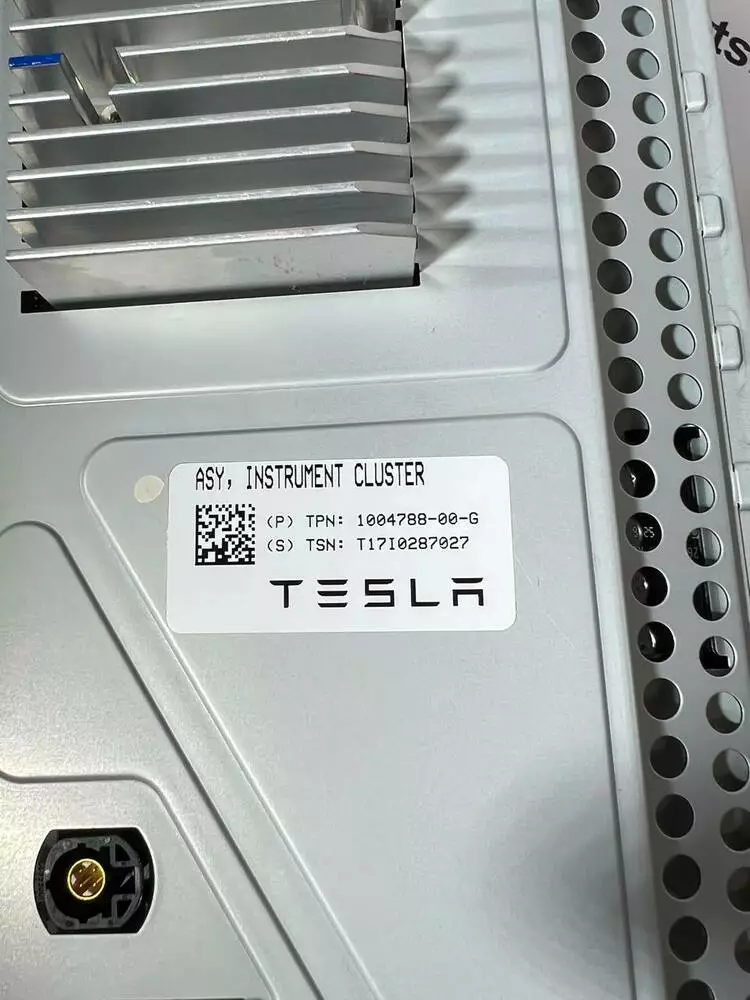 ASY, INSTRUMENT CLUSTER
(P) TPN: 1004788-00-G
(S) TSN: T17I0287027
TESLA